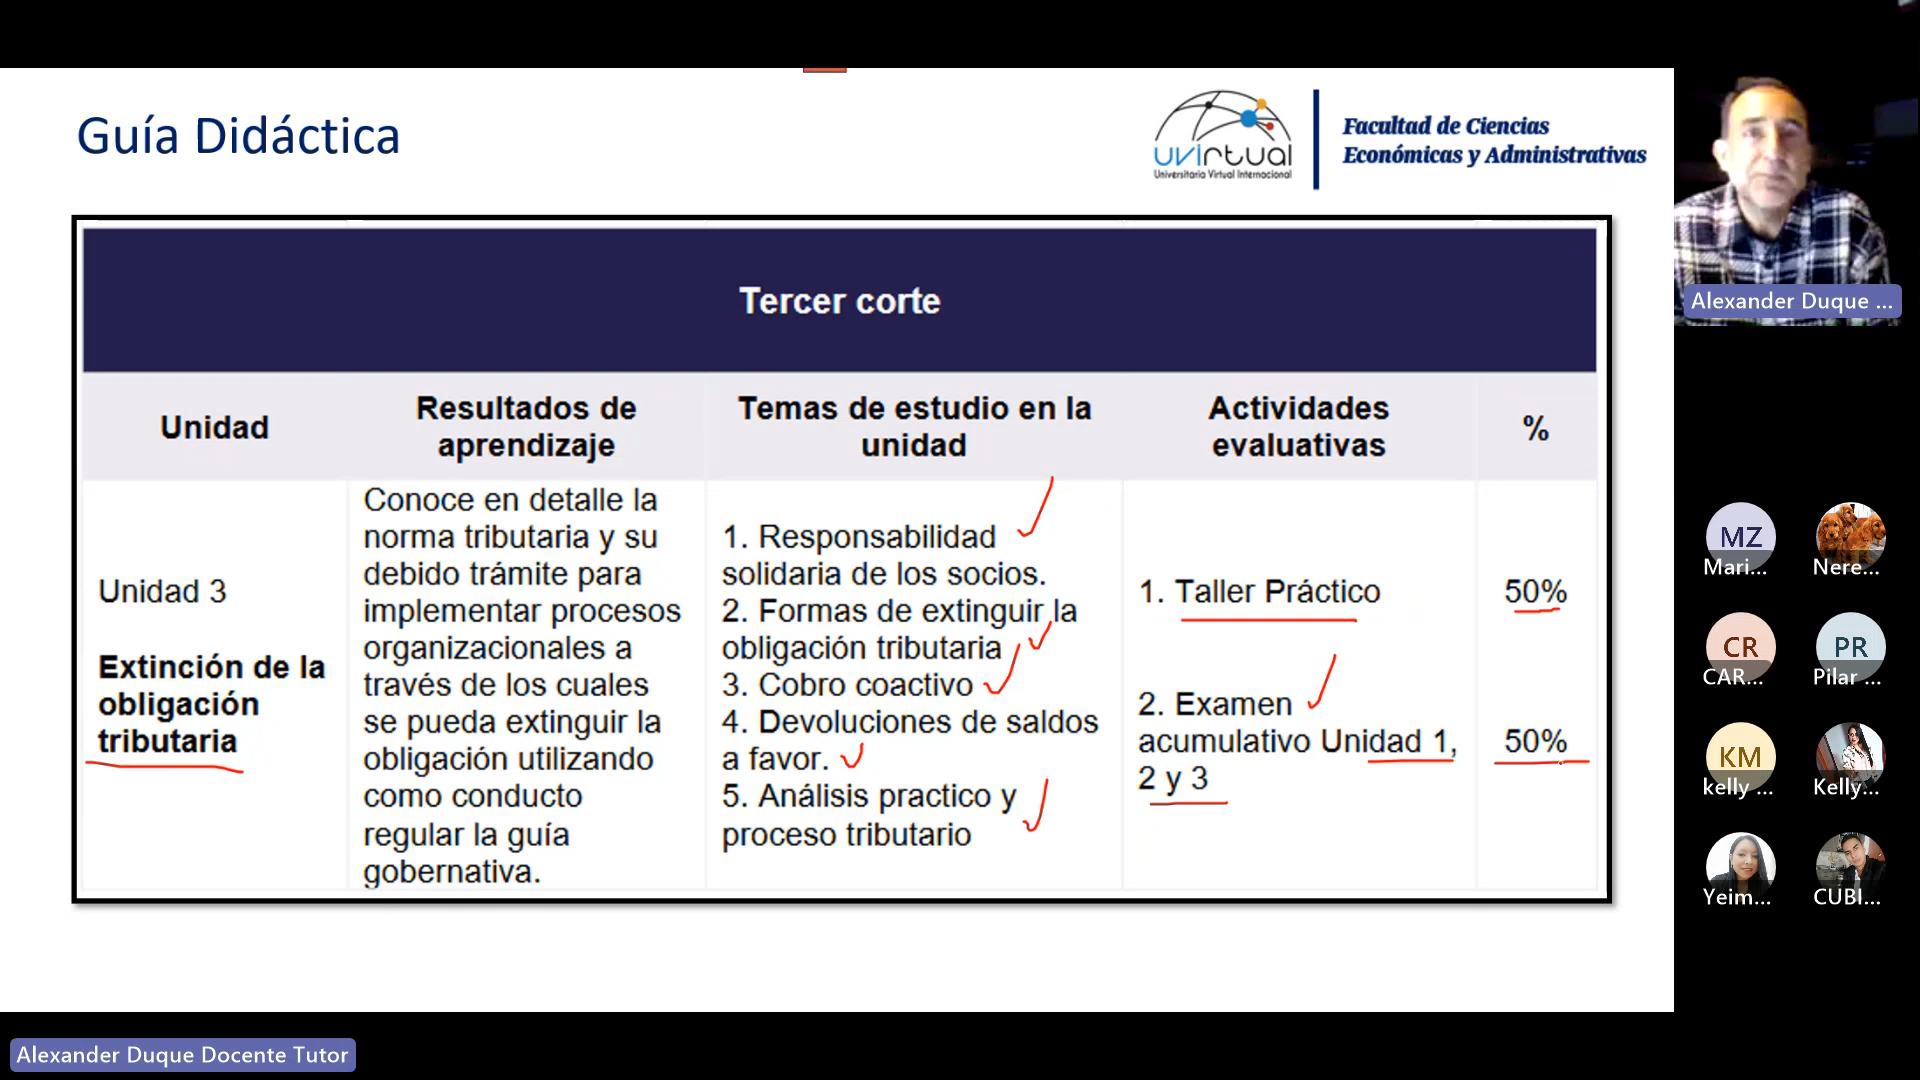 Guía Didáctica
uvirtual
Universitaria Virtual Internacional
Facultad de Ciencias
Económicas y Administrativas
Tercer corte
Unidad
Resultados de
aprendizaje
Temas de estudio en la
unidad
Actividades
evaluativas
%
Unidad 3
Extinción de la
obligación
tributaria
Conoce en detalle la
norma tributaria y su
debido trámite para
implementar procesos
organizacionales a
través de los cuales
se pueda extinguir la
obligación utilizando
como conducto
regular la guía
gobernativa.
1. Responsabilidad
solidaria de los socios.
2. Formas de extinguir la
obligación tributaria
3. Cobro coactivo
4. Devoluciones de saldos
a favor.
5. Análisis practico y
proceso tributario
1. Taller Práctico
2. Examen
acumulativo Unidad 1,
2 y 3
50%
50%
Alexander Duque ...
MZ
Mari...
Nere...
CR
CAR...
PR
Pilar ...
KM
kelly ...
Kelly...
Yeim...
CUBI...
Alexander Duque Docente Tutor